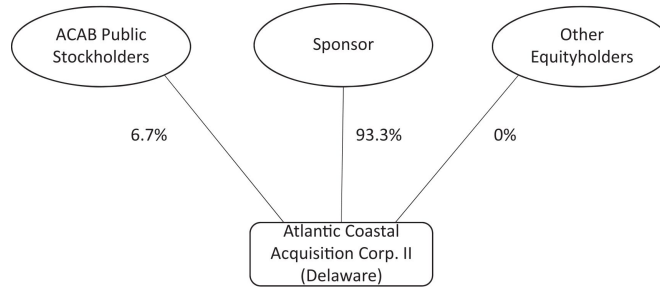 ACAB Public
Stockholders
Sponsor
Other
Equityholders
6.7%
93.3%
0%
Atlantic Coastal
Acquisition Corp. II
(Delaware)